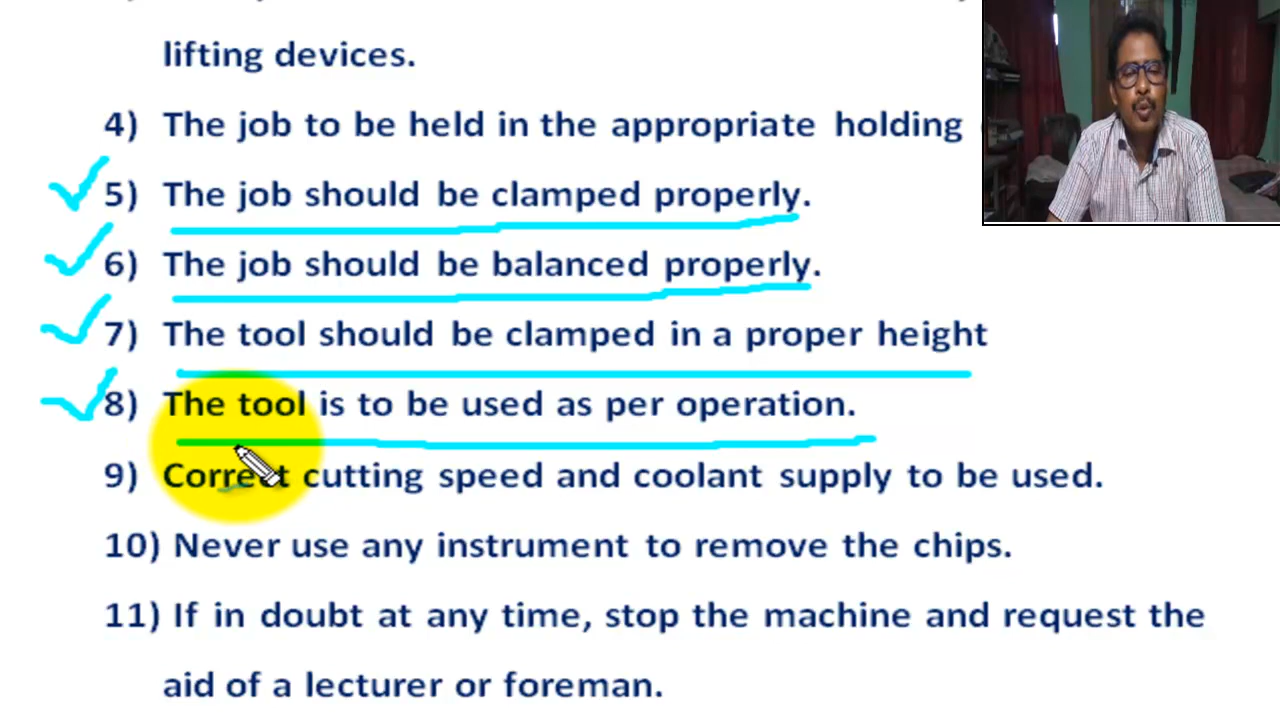 lifting devices.
4) The job to be held in the appropriate holding
5) The job should be clamped properly.
6) The job should be balanced properly.
7) The tool should be clamped in a proper height
8) The tool is to be used as per operation.
9) Correct cutting speed and coolant supply to be used.
10) Never use any instrument to remove the chips.
11) If in doubt at any time, stop the machine and request the
aid of a lecturer or foreman.